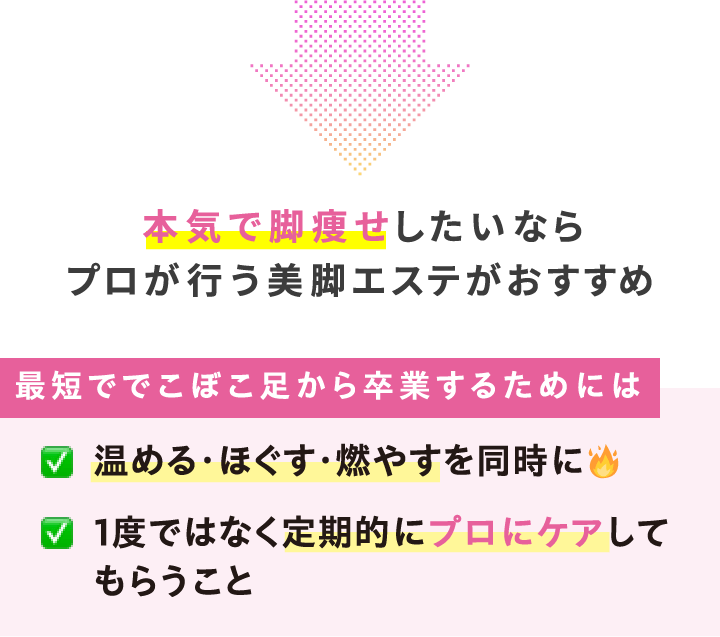 本気で脚痩せしたいなら
プロが行う美脚エステがおすすめ
最短ででこぼこ足から卒業するためには
✅ 温める･ほぐす･燃やすを同時に🔥
✅ 1度ではなく定期的にプロにケアして
もらうこと